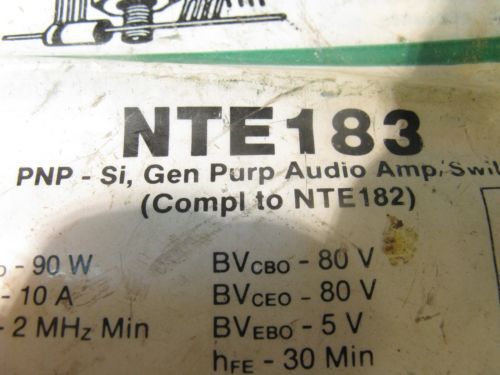 NTE183
PNP - Si, Gen Purp Audio Amp/Swit
(Compl to NTE182)
D - 90 W
- 10 A
- 2 MHz Min
BVCBO - 80 V
BVCEO - 80 V
BVEBO - 5 V
hFE - 30 Min